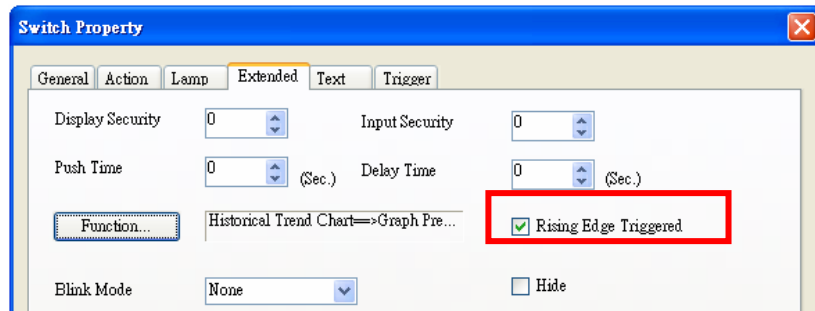 Switch Property
General Action Lamp Extended Text Trigger
Display Security 0 Input Security 0
Push Time 0 (Sec.) Delay Time 0 (Sec.)
Function... Historical Trend Chart==>Graph Pre... Rising Edge Triggered
Blink Mode None Hide